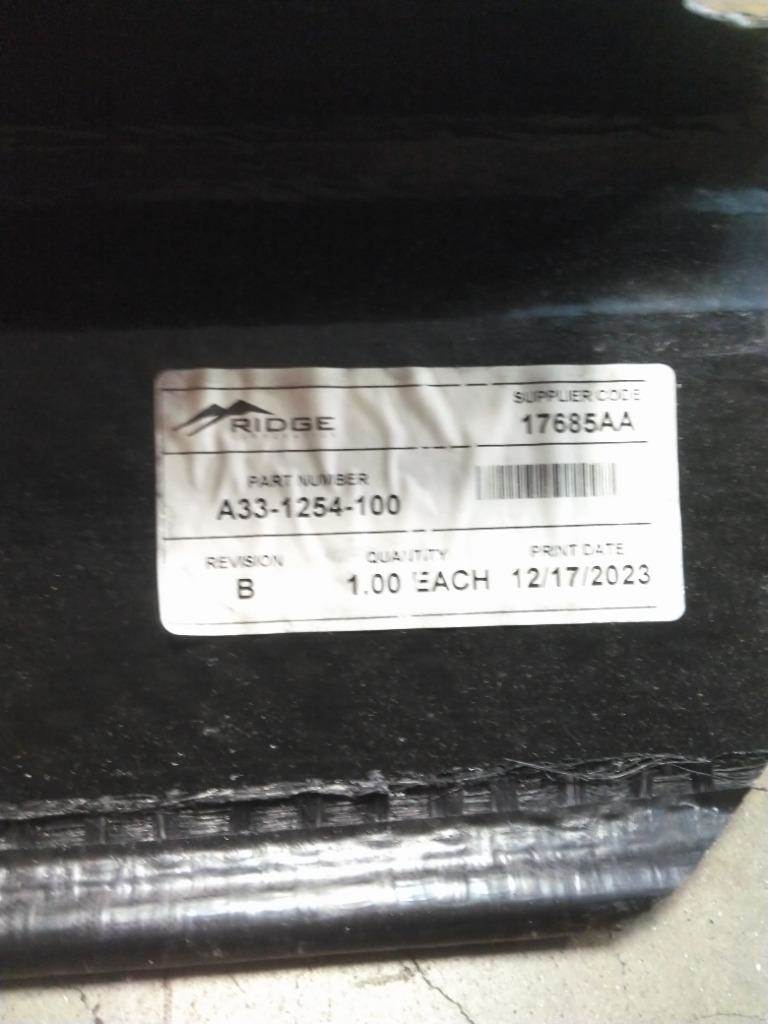 RIDGE
SUPPLIER CODE
17685AA
PART NUMBER
A33-1254-100
REVISION
B
QUANTITY
1.00 EACH
PRINT DATE
12/17/2023